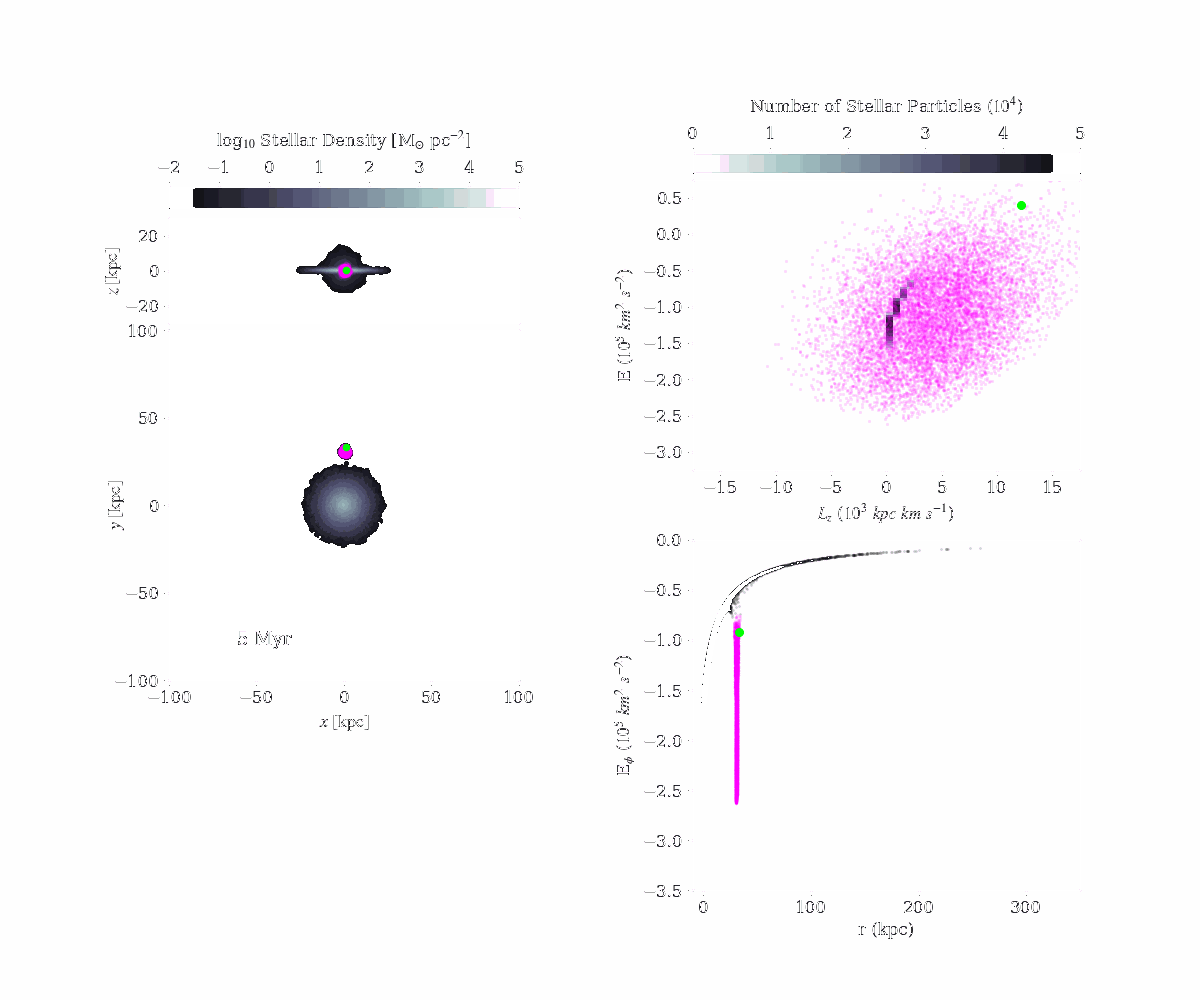 log₁₀ Stellar Density [M⊙ pc⁻²]
−2 −1 0 1 2 3 4 5
20
0
−20
z [kpc]
100
50
0
−50
−100
y [kpc]
Myr
−100 −50 0 50 100
x [kpc]
Number of Stellar Particles (10⁴)
0 1 2 3 4 5
0.5
0.0
−0.5
−1.0
−1.5
−2.0
−2.5
−3.0
E (10⁵ km² s⁻²)
−15 −10 −5 0 5 10 15
L_z (10³ kpc km s⁻¹)
0.0
−0.5
−1.0
−1.5
−2.0
−2.5
−3.0
−3.5
E_ϕ (10⁵ km² s⁻²)
0 100 200 300
r (kpc)